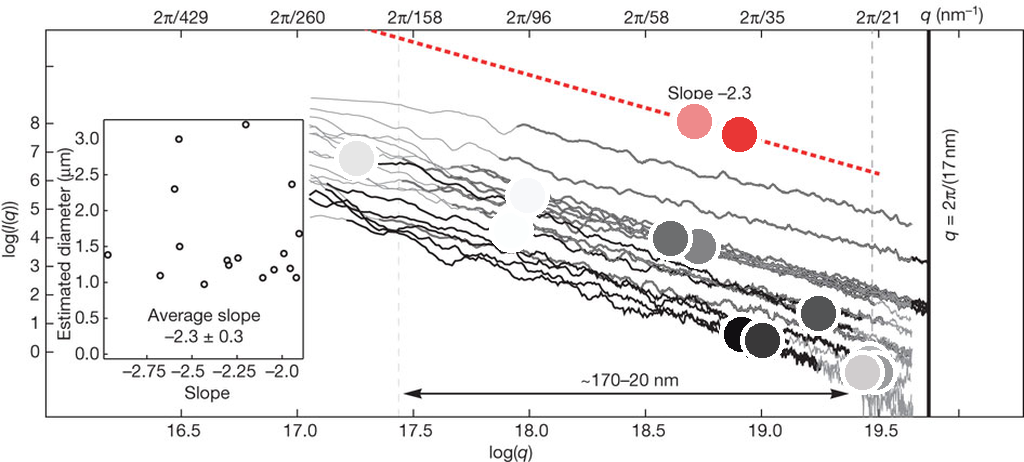 2π/429 2π/260 2π/158 2π/96 2π/58 2π/35 2π/21 q (nm⁻¹)
Slope –2.3
8
7
6
5
4
3
2
1
0
log(I(q))
3.0
2.5
2.0
1.5
1.0
0.5
0.0
Estimated diameter (μm)
Average slope
–2.3 ± 0.3
−2.75 −2.5 −2.25 −2.0
Slope
q = 2π/(17 nm)
~170–20 nm
16.5 17.0 17.5 18.0 18.5 19.0 19.5
log(q)